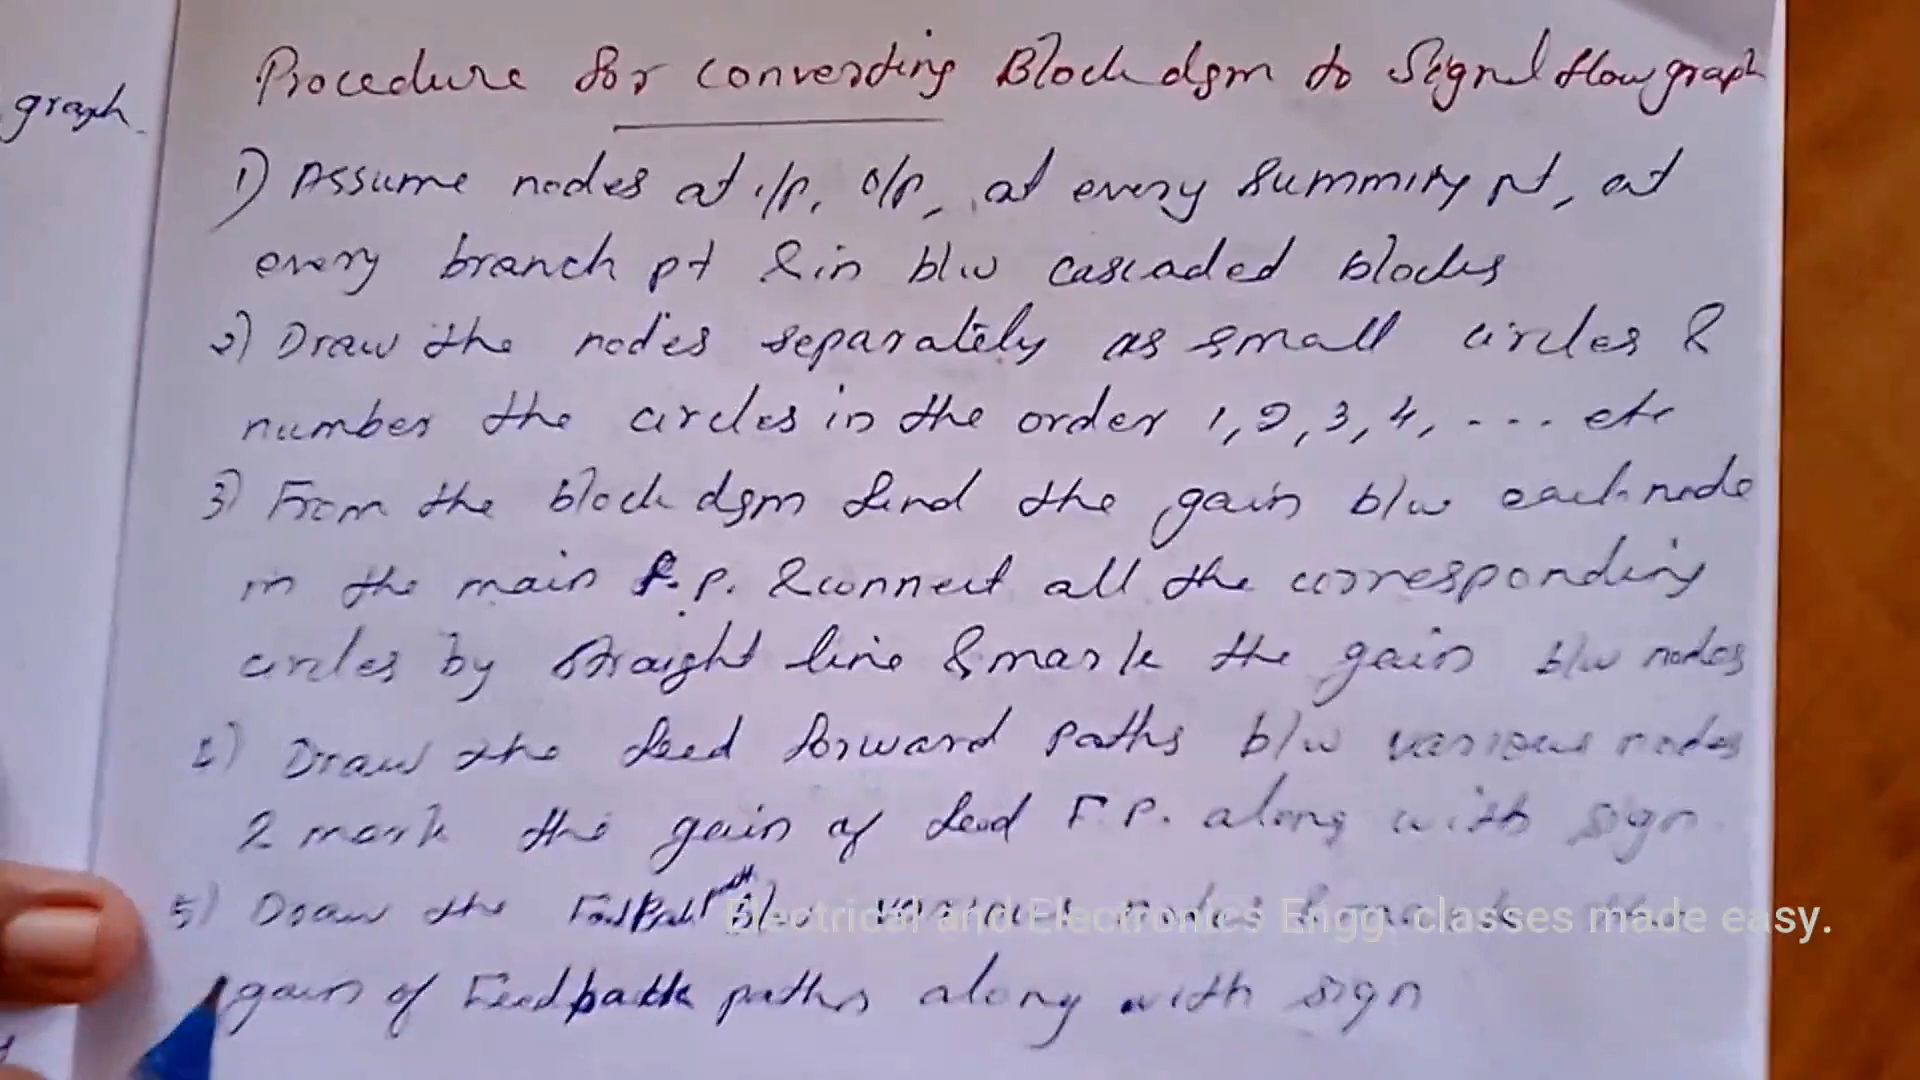 graph
Procedure for converting Block dgm to Signal flow graph
1) Assume nodes at i/p, o/p, at every summing pt, at
every branch pt & in b/w cascaded blocks
2) Draw the nodes separately as small circles &
number the circles in the order 1, 2, 3, 4, .... etc
3) From the block dgm find the gain b/w each node
in the main f.p. & connect all the corresponding
circles by straight line & mark the gain b/w nodes
4) Draw the feed forward paths b/w various nodes
& mark the gain of feed F.P. along with sign
5) Draw the path b/w various nodes & mark the
gain of Feedback paths along with sign
Electrical and Electronics Engg classes made easy.